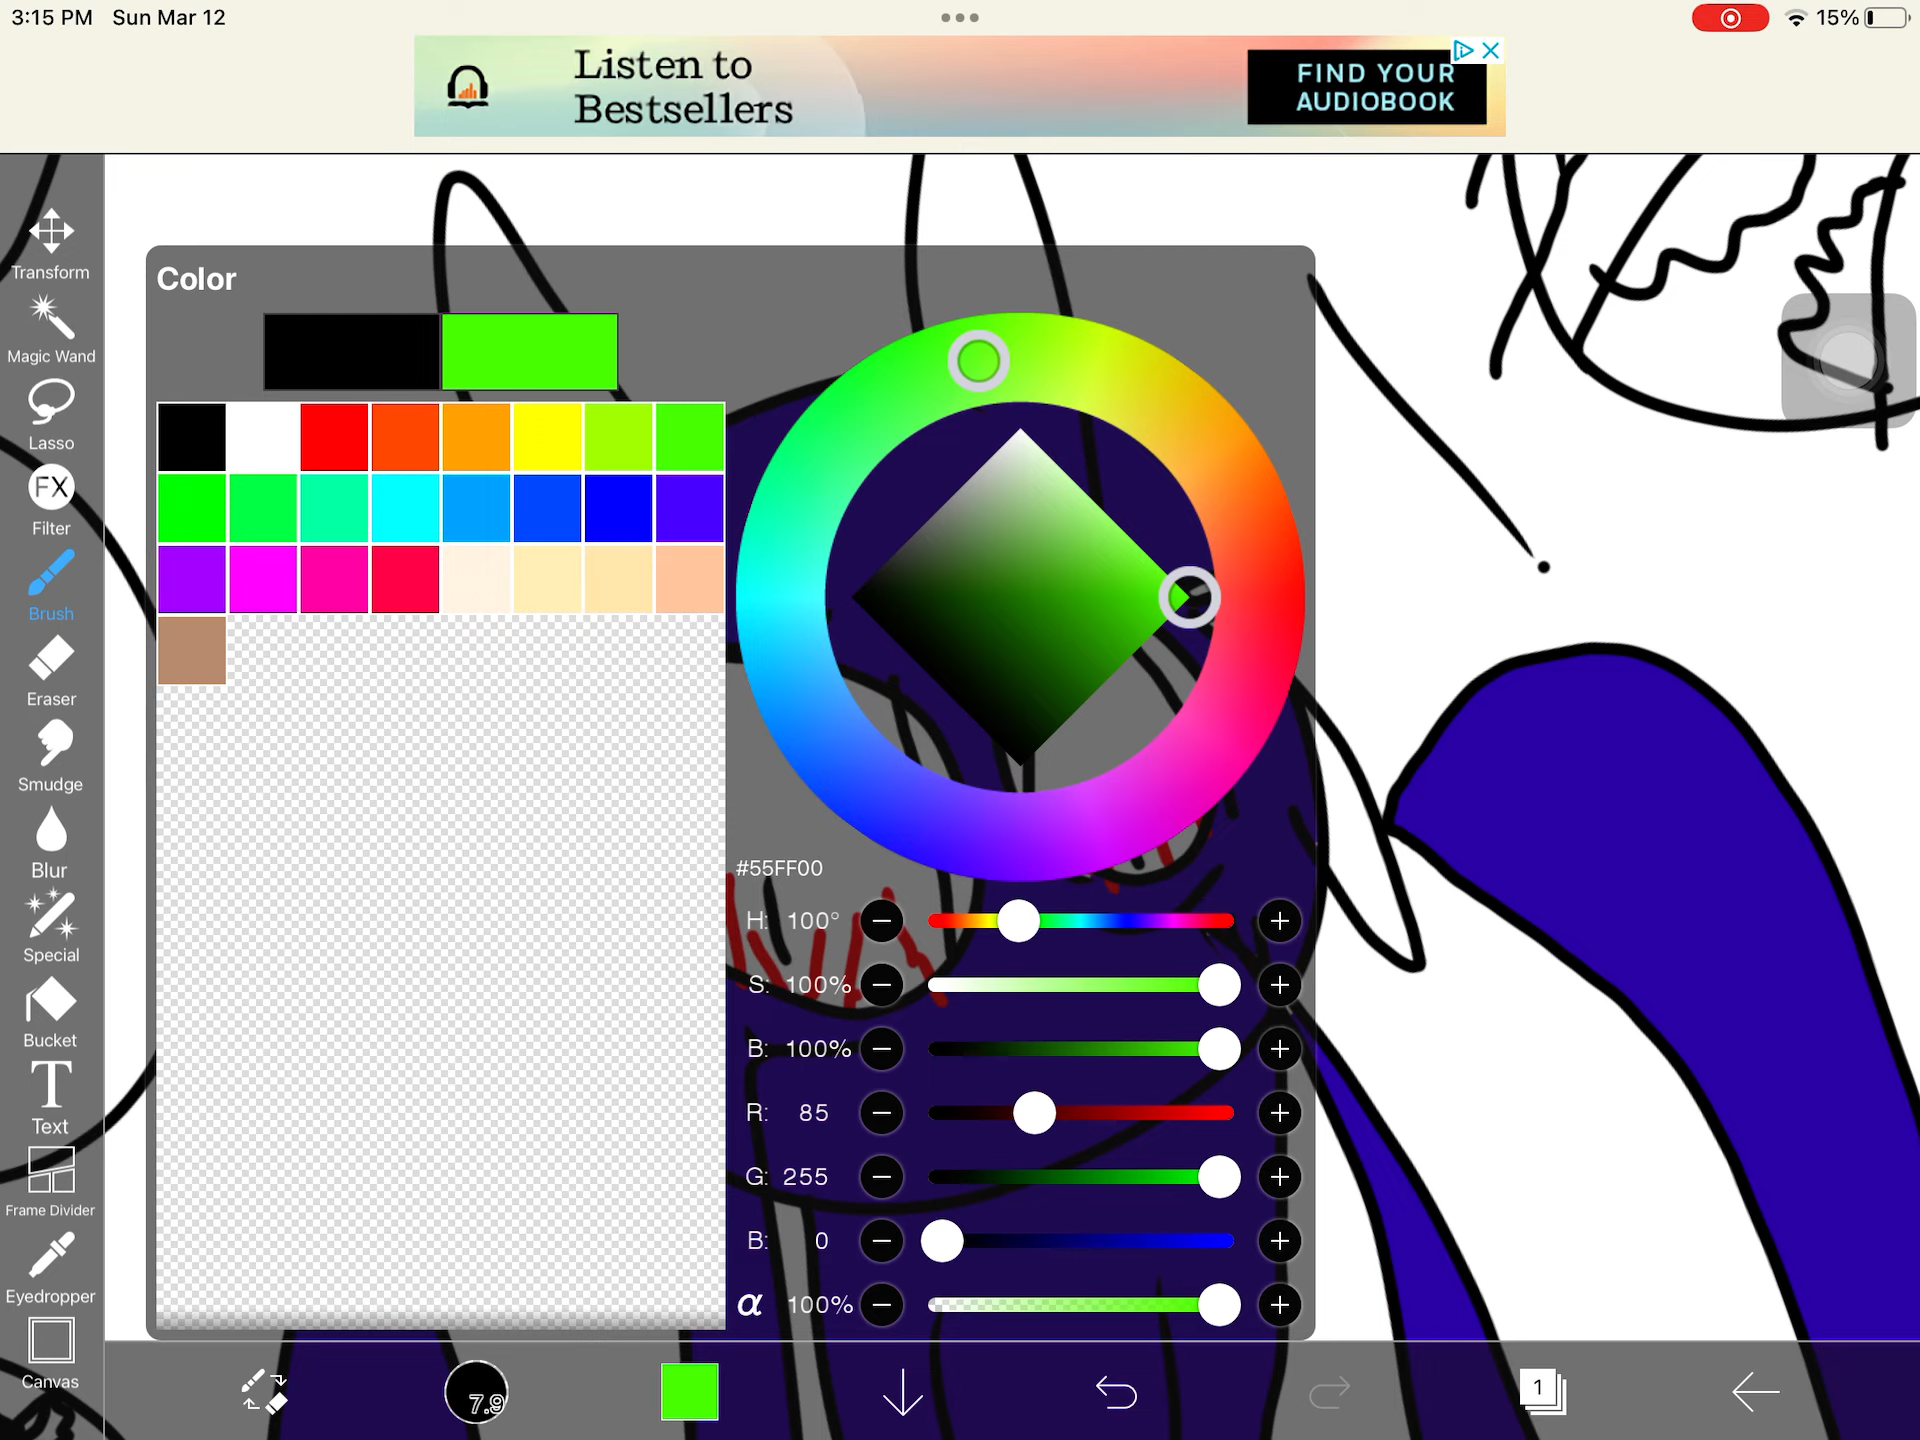 3:15 PM Sun Mar 12
15%
Listen to
Bestsellers
FIND YOUR
AUDIOBOOK
Color
Transform
Magic Wand
Lasso
FX
Filter
Brush
Eraser
Smudge
Blur
Special
Bucket
T
Text
Frame Divider
Eyedropper
Canvas
#55FF00
H: 100°
S: 100%
B: 100%
R: 85
G: 255
B: 0
α 100%
7.9
1